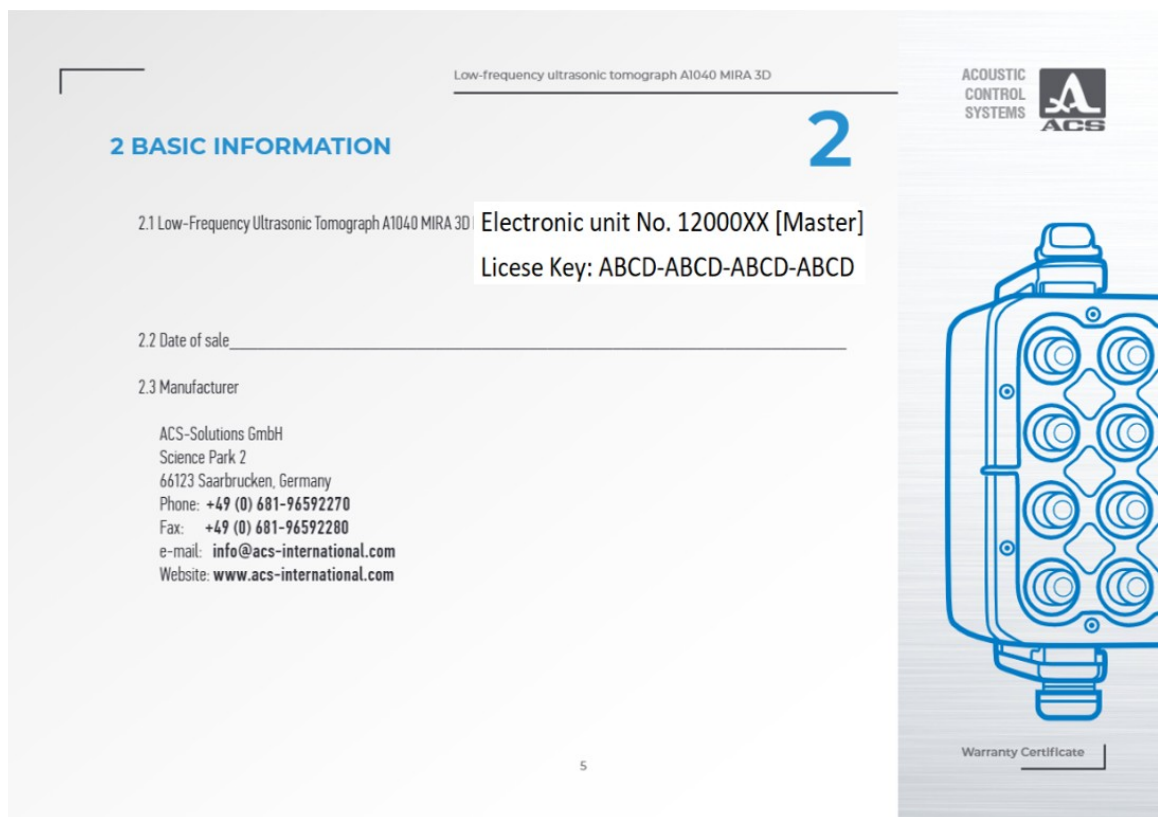 Low-frequency ultrasonic tomograph A1040 MIRA 3D
ACOUSTIC
CONTROL
SYSTEMS
ACS
2
2 BASIC INFORMATION
2.1 Low-Frequency Ultrasonic Tomograph A1040 MIRA 3D
Electronic unit No. 12000XX [Master]
Licese Key: ABCD-ABCD-ABCD-ABCD
2.2 Date of sale
2.3 Manufacturer
ACS-Solutions GmbH
Science Park 2
66123 Saarbrucken, Germany
Phone: +49 (0) 681-96592270
Fax: +49 (0) 681-96592280
e-mail: info@acs-international.com
Website: www.acs-international.com
5
Warranty Certificate